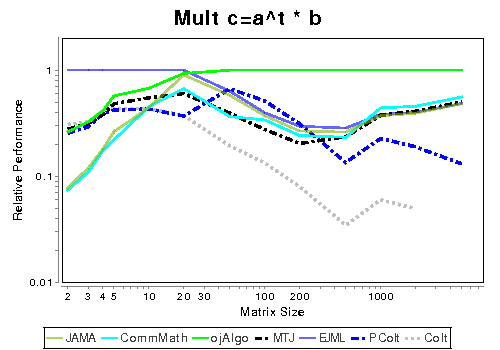 Mult c=a^t * b
Relative Performance
1
0.1
0.01
2 3 4 5 10 20 30 100 200 1000
Matrix Size
JAMA CommMath ojAlgo MTJ EJML PColt Colt